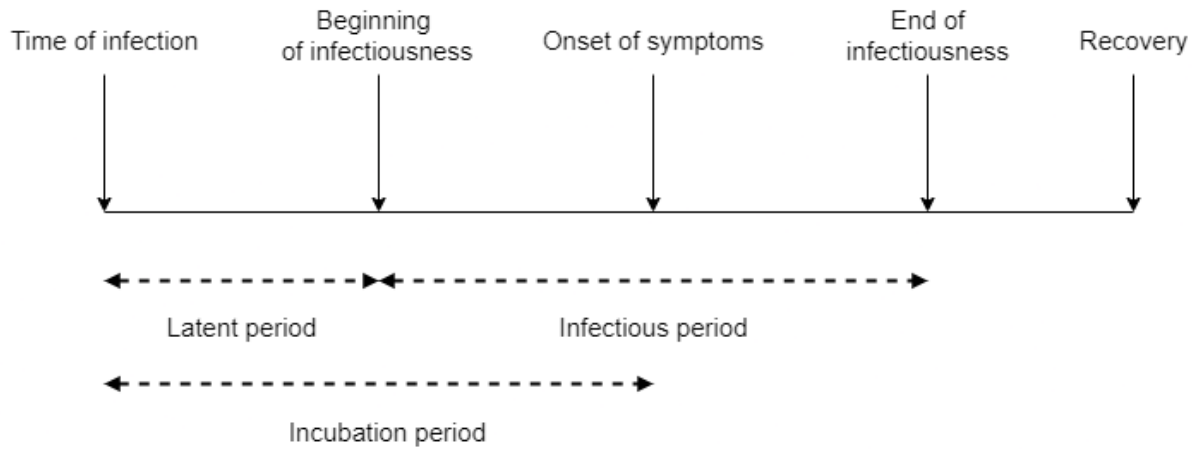 Time of infection
Beginning
of infectiousness
Onset of symptoms
End of
infectiousness
Recovery
Latent period
Infectious period
Incubation period